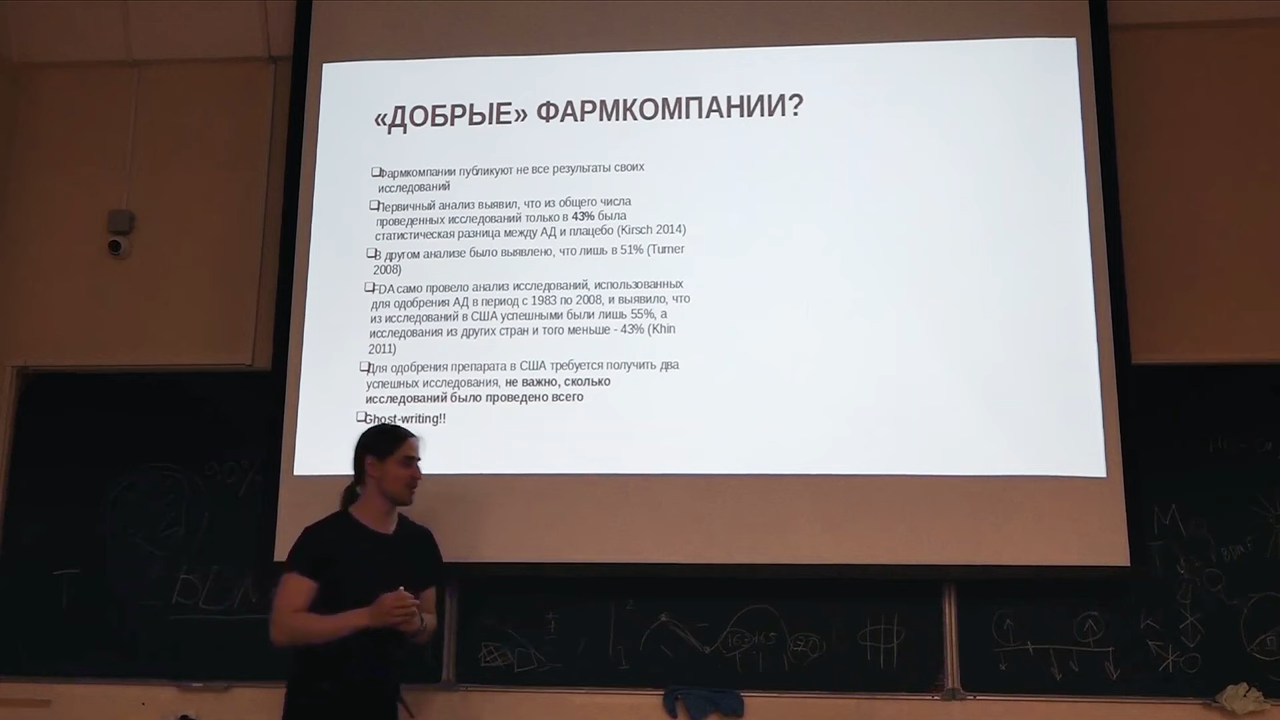 «ДОБРЫЕ» ФАРМКОМПАНИИ?
Фармкомпании публикуют не все результаты своих
исследований
Первичный анализ выявил, что из общего числа
проведенных исследований только в 43% была
статистическая разница между АД и плацебо (Kirsch 2014)
В другом анализе было выявлено, что лишь в 51% (Turner
2008)
FDA само провело анализ исследований, использованных
для одобрения АД в период с 1983 по 2008, и выявило, что
из исследований в США успешными были лишь 55%, а
исследования из других стран и того меньше - 43% (Khin
2011)
Для одобрения препарата в США требуется получить два
успешных исследования, не важно, сколько
исследований было проведено всего
Ghost-writing!!